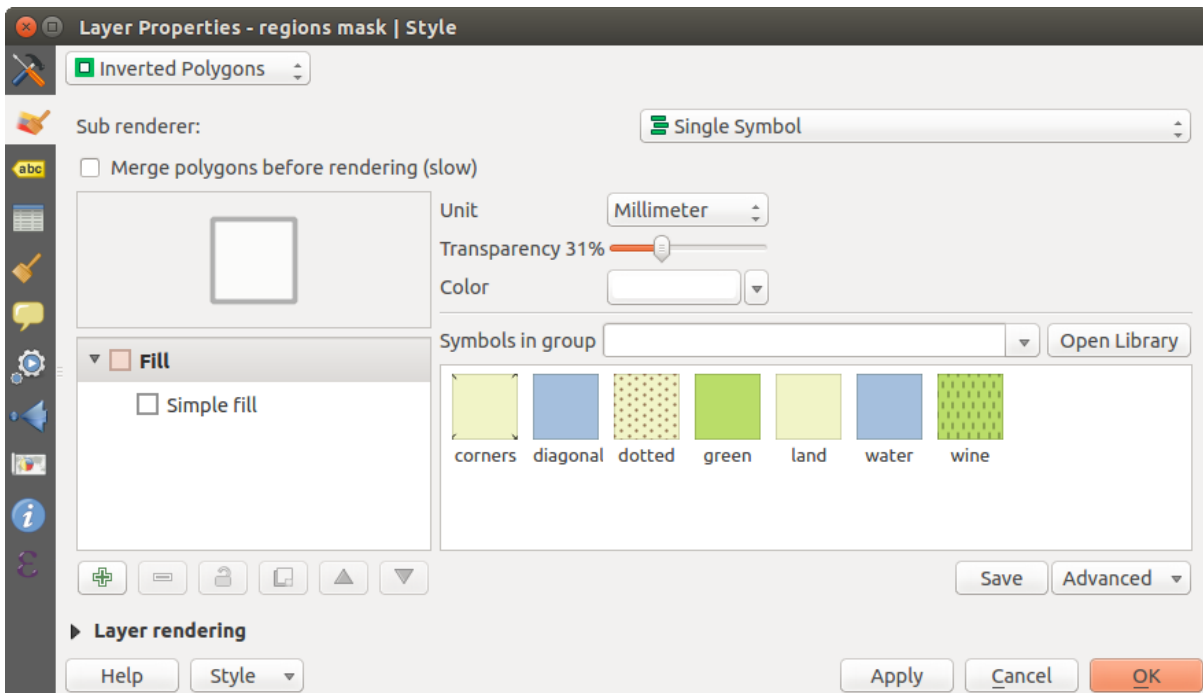 Layer Properties - regions mask | Style
Inverted Polygons
Sub renderer:
Single Symbol
Merge polygons before rendering (slow)
abc
Unit
Millimeter
Transparency 31%
Color
Fill
Simple fill
Symbols in group
Open Library
corners
diagonal
dotted
green
land
water
wine
Save
Advanced
Layer rendering
Help
Style
Apply
Cancel
OK